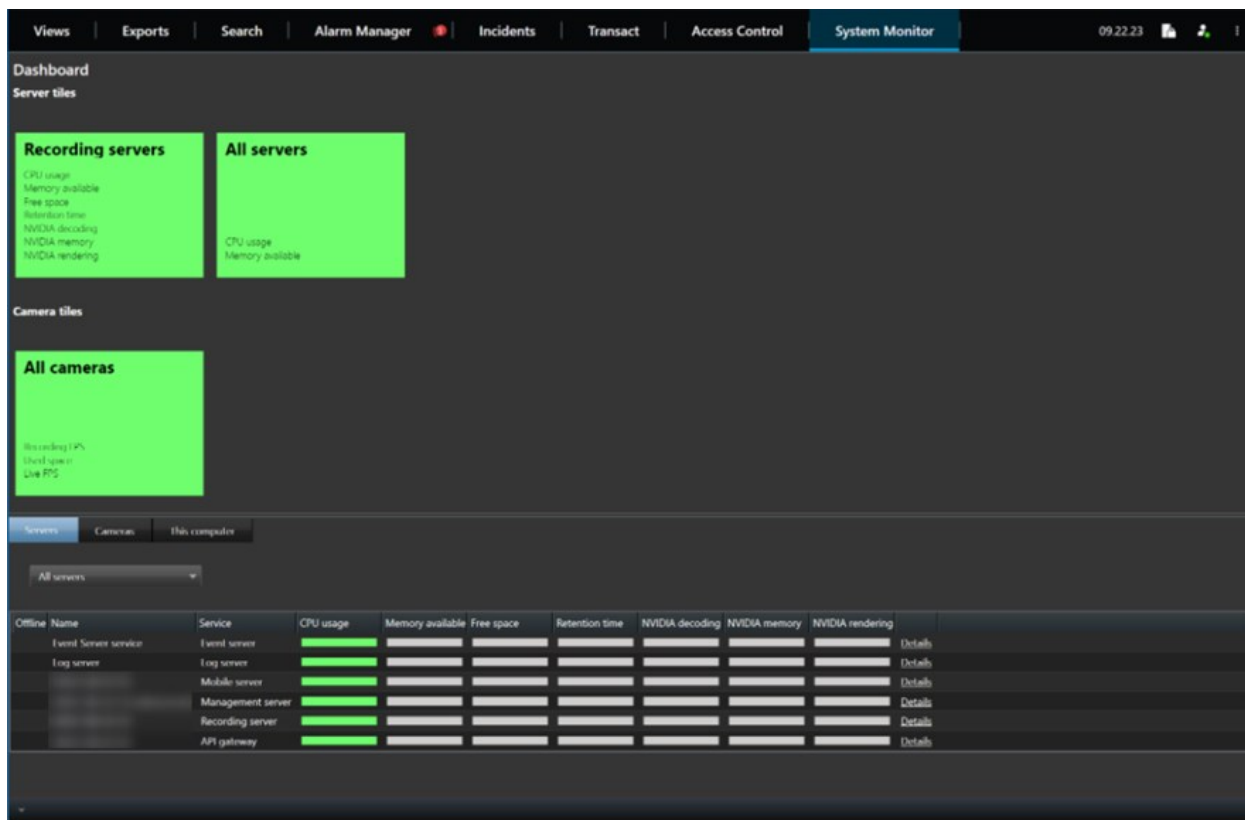 Views Exports Search Alarm Manager Incidents Transact Access Control System Monitor 09.22.23
Dashboard
Server tiles
Recording servers
CPU usage
Memory available
Free space
Retention time
NVIDIA decoding
NVIDIA memory
NVIDIA rendering
All servers
CPU usage
Memory available
Camera tiles
All cameras
Recording FPS
Used space
Live FPS
Servers Cameras This computer
All servers
Offline Name Service CPU usage Memory available Free space Retention time NVIDIA decoding NVIDIA memory NVIDIA rendering
Event Server service Event server Details
Log server Log server Details
Mobile server Details
Management server Details
Recording server Details
API gateway Details